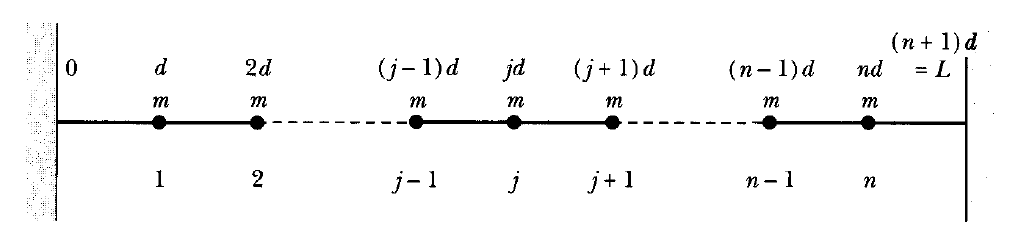 (n + 1) d
0 d 2d (j − 1) d jd (j + 1) d (n − 1) d nd = L
m m m m m m m
1 2 j − 1 j j + 1 n − 1 n